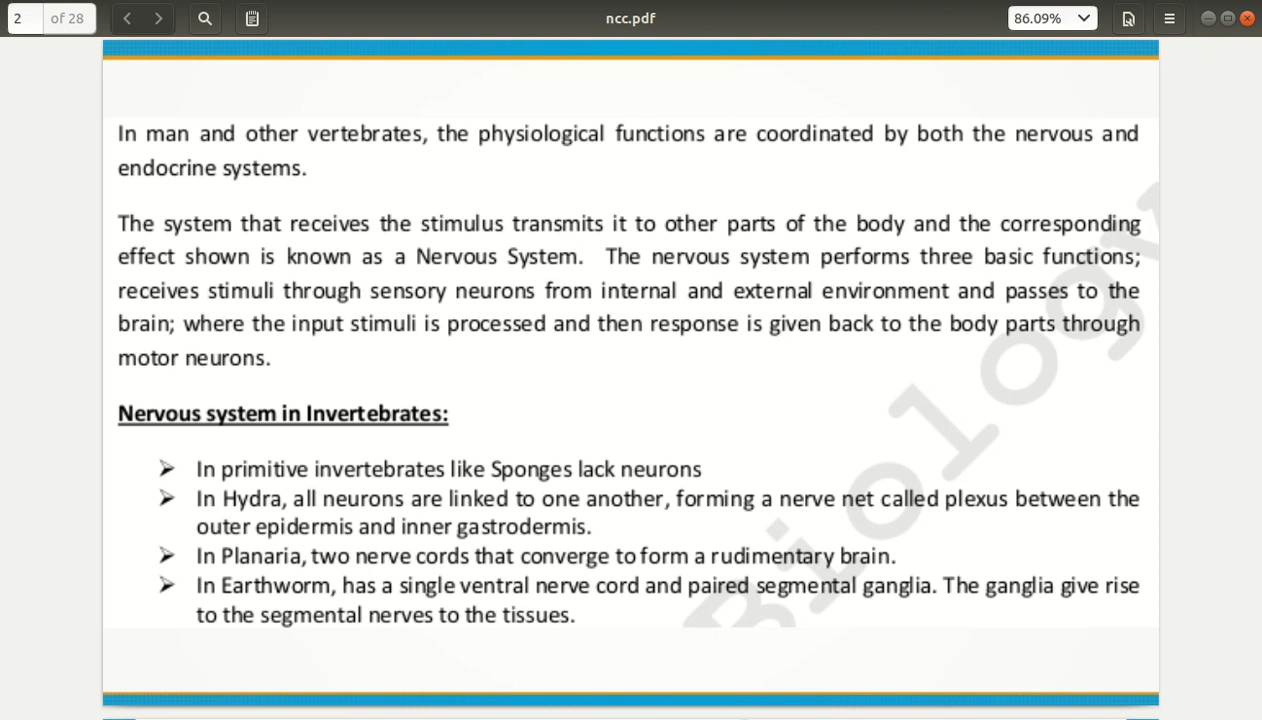 2 of 28
ncc.pdf
86.09%
In man and other vertebrates, the physiological functions are coordinated by both the nervous and
endocrine systems.
The system that receives the stimulus transmits it to other parts of the body and the corresponding
effect shown is known as a Nervous System. The nervous system performs three basic functions;
receives stimuli through sensory neurons from internal and external environment and passes to the
brain; where the input stimuli is processed and then response is given back to the body parts through
motor neurons.
Nervous system in Invertebrates:
➢ In primitive invertebrates like Sponges lack neurons
➢ In Hydra, all neurons are linked to one another, forming a nerve net called plexus between the
outer epidermis and inner gastrodermis.
➢ In Planaria, two nerve cords that converge to form a rudimentary brain.
➢ In Earthworm, has a single ventral nerve cord and paired segmental ganglia. The ganglia give rise
to the segmental nerves to the tissues.
Biology